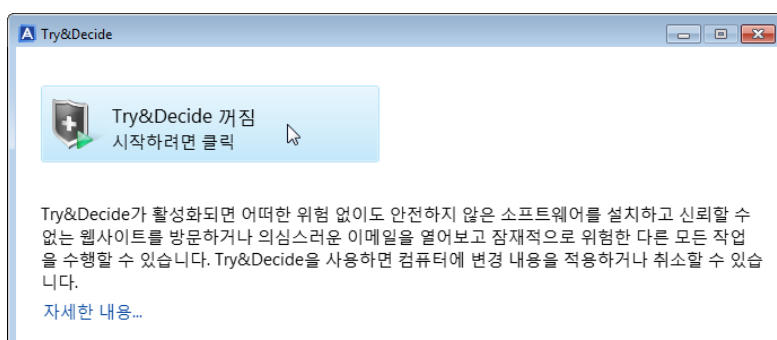 Try&Decide
Try&Decide 꺼짐
시작하려면 클릭
Try&Decide가 활성화되면 어떠한 위험 없이도 안전하지 않은 소프트웨어를 설치하고 신뢰할 수
없는 웹사이트를 방문하거나 의심스러운 이메일을 열어보고 잠재적으로 위험한 다른 모든 작업
을 수행할 수 있습니다. Try&Decide을 사용하면 컴퓨터에 변경 내용을 적용하거나 취소할 수 있습
니다.
자세한 내용...